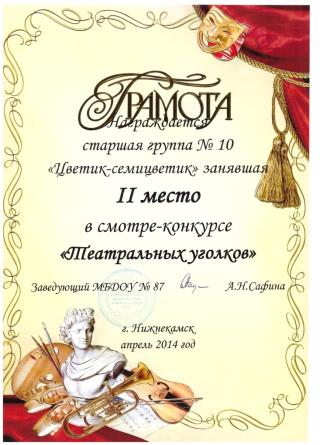 Грамота
Награждается
старшая группа № 10
«Цветик-семицветик» занявшая
II место
в смотре-конкурсе
«Театральных уголков»
Заведующий МБДОУ № 87 А.Н.Сафина
г. Нижнекамск
апрель 2014 год